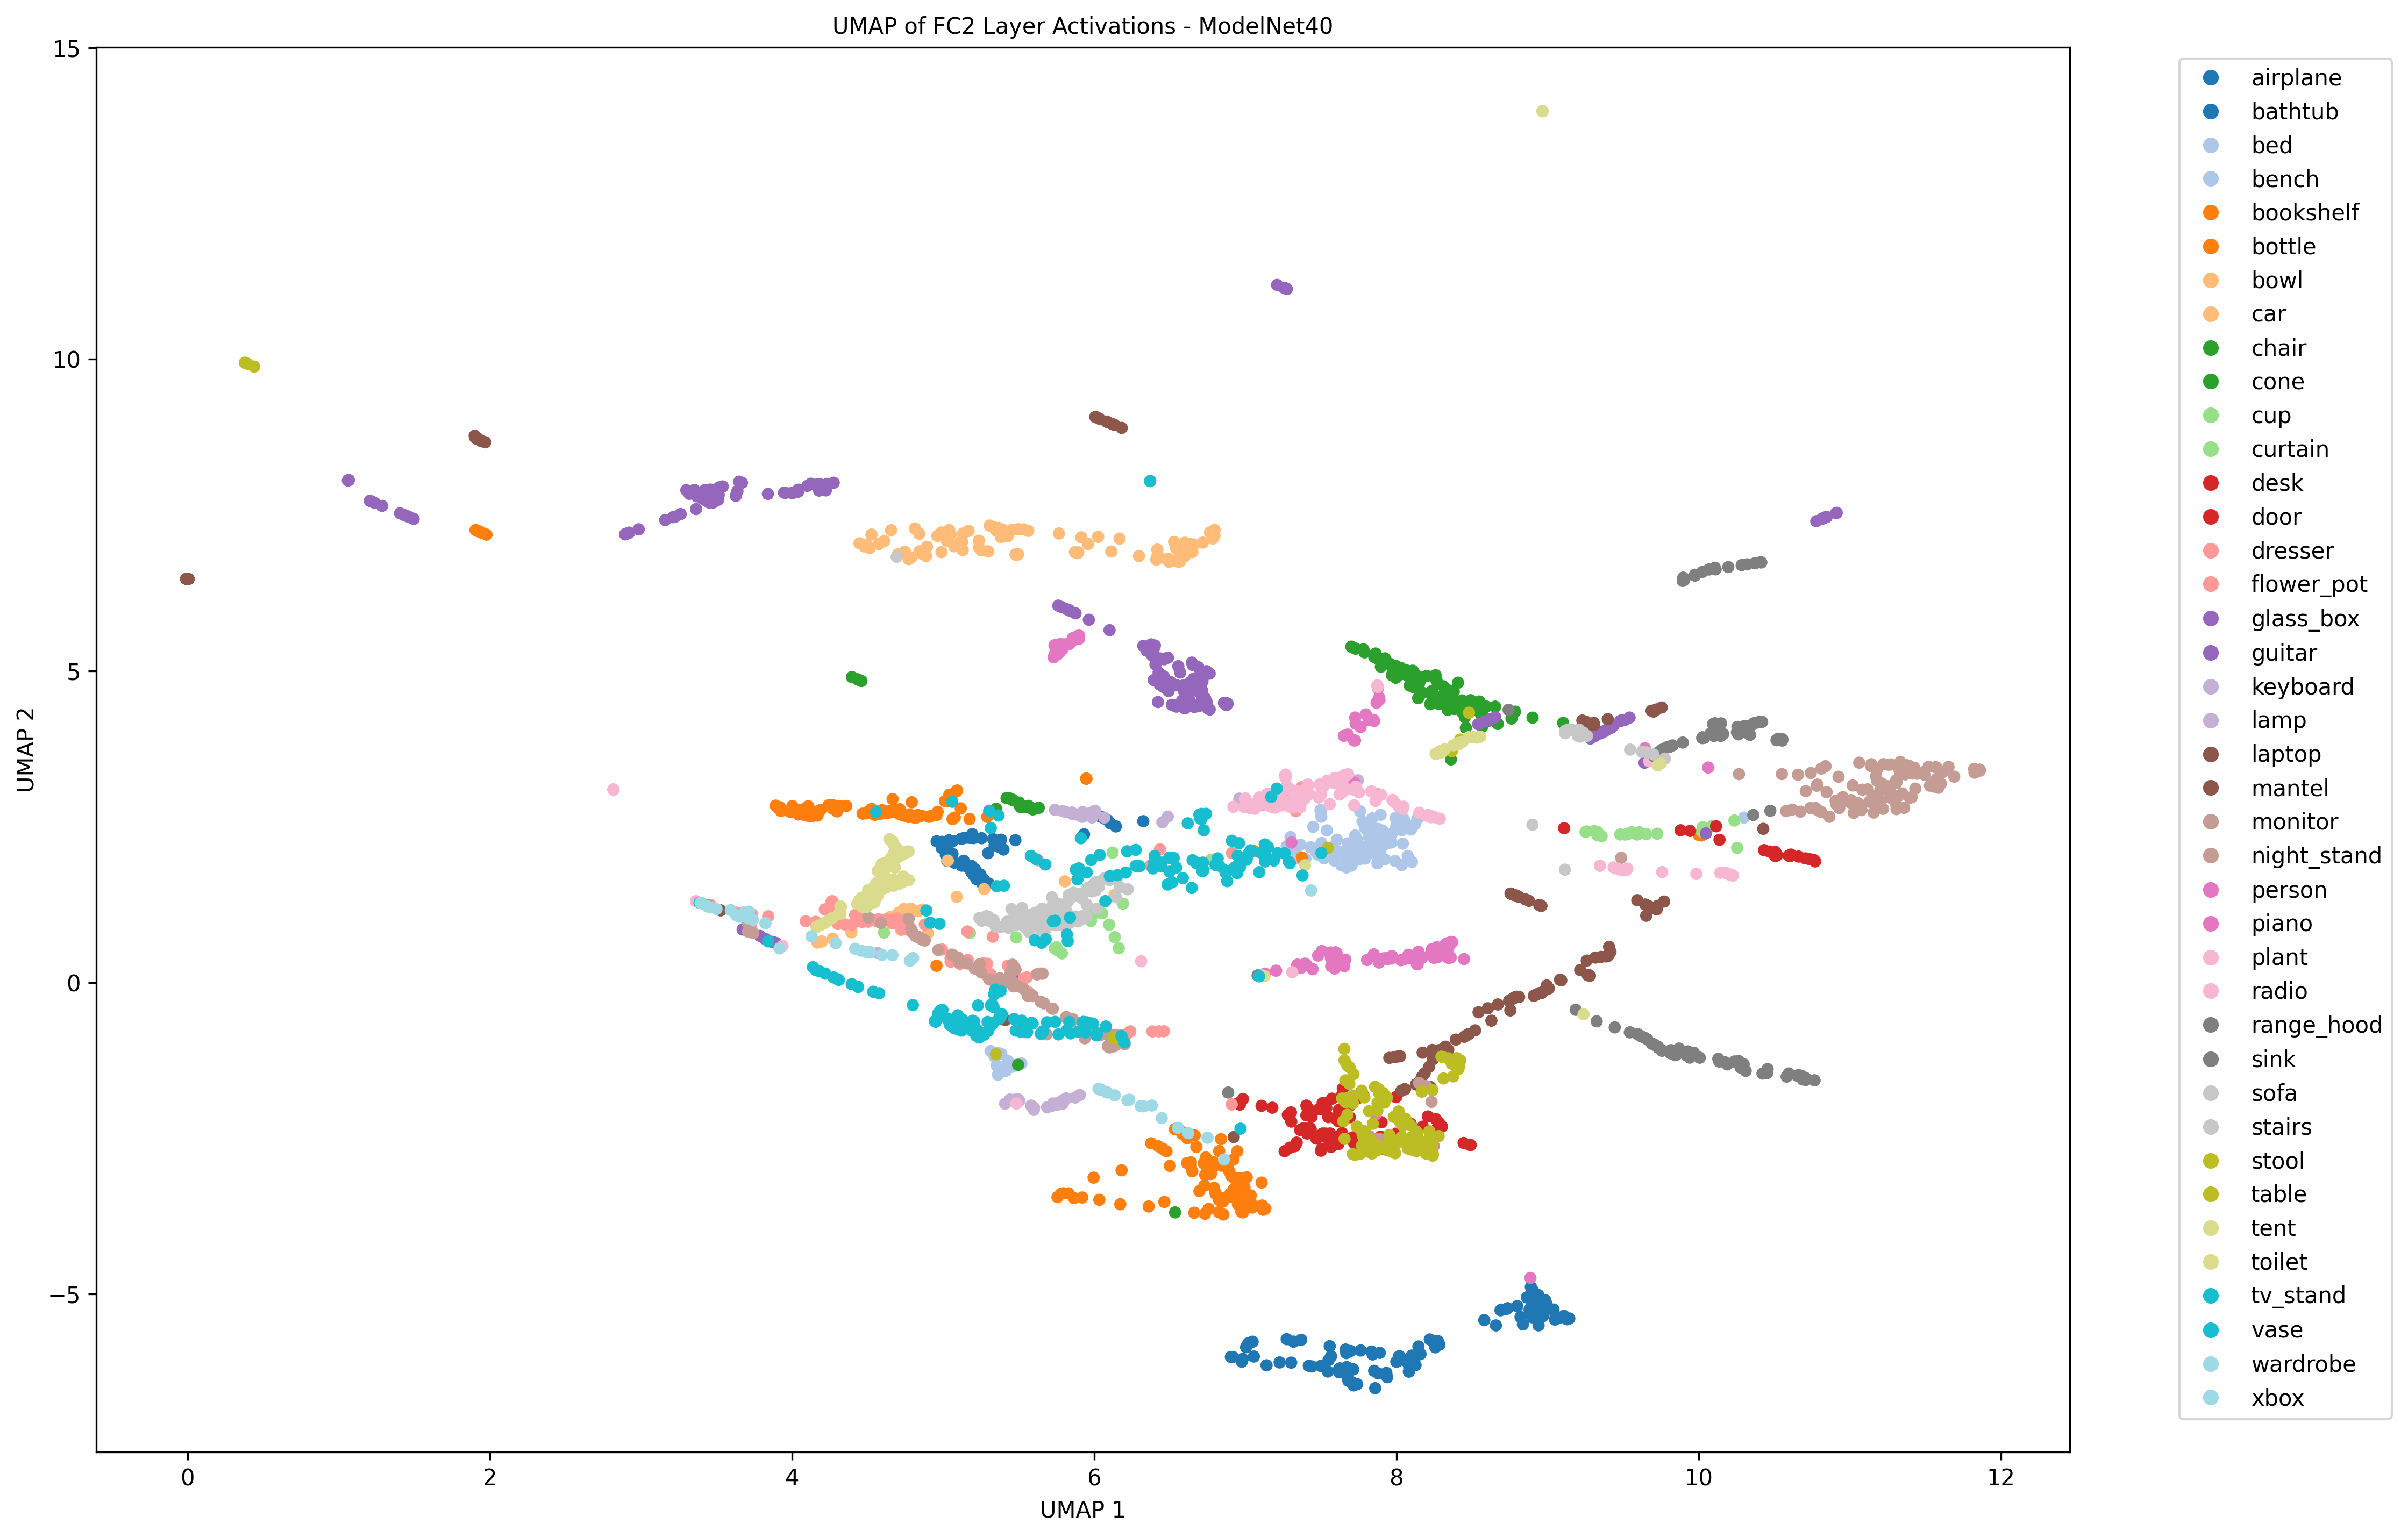 UMAP of FC2 Layer Activations - ModelNet40
15
10
5
0
−5
UMAP 2
0
2
4
6
8
10
12
UMAP 1
airplane
bathtub
bed
bench
bookshelf
bottle
bowl
car
chair
cone
cup
curtain
desk
door
dresser
flower_pot
glass_box
guitar
keyboard
lamp
laptop
mantel
monitor
night_stand
person
piano
plant
radio
range_hood
sink
sofa
stairs
stool
table
tent
toilet
tv_stand
vase
wardrobe
xbox